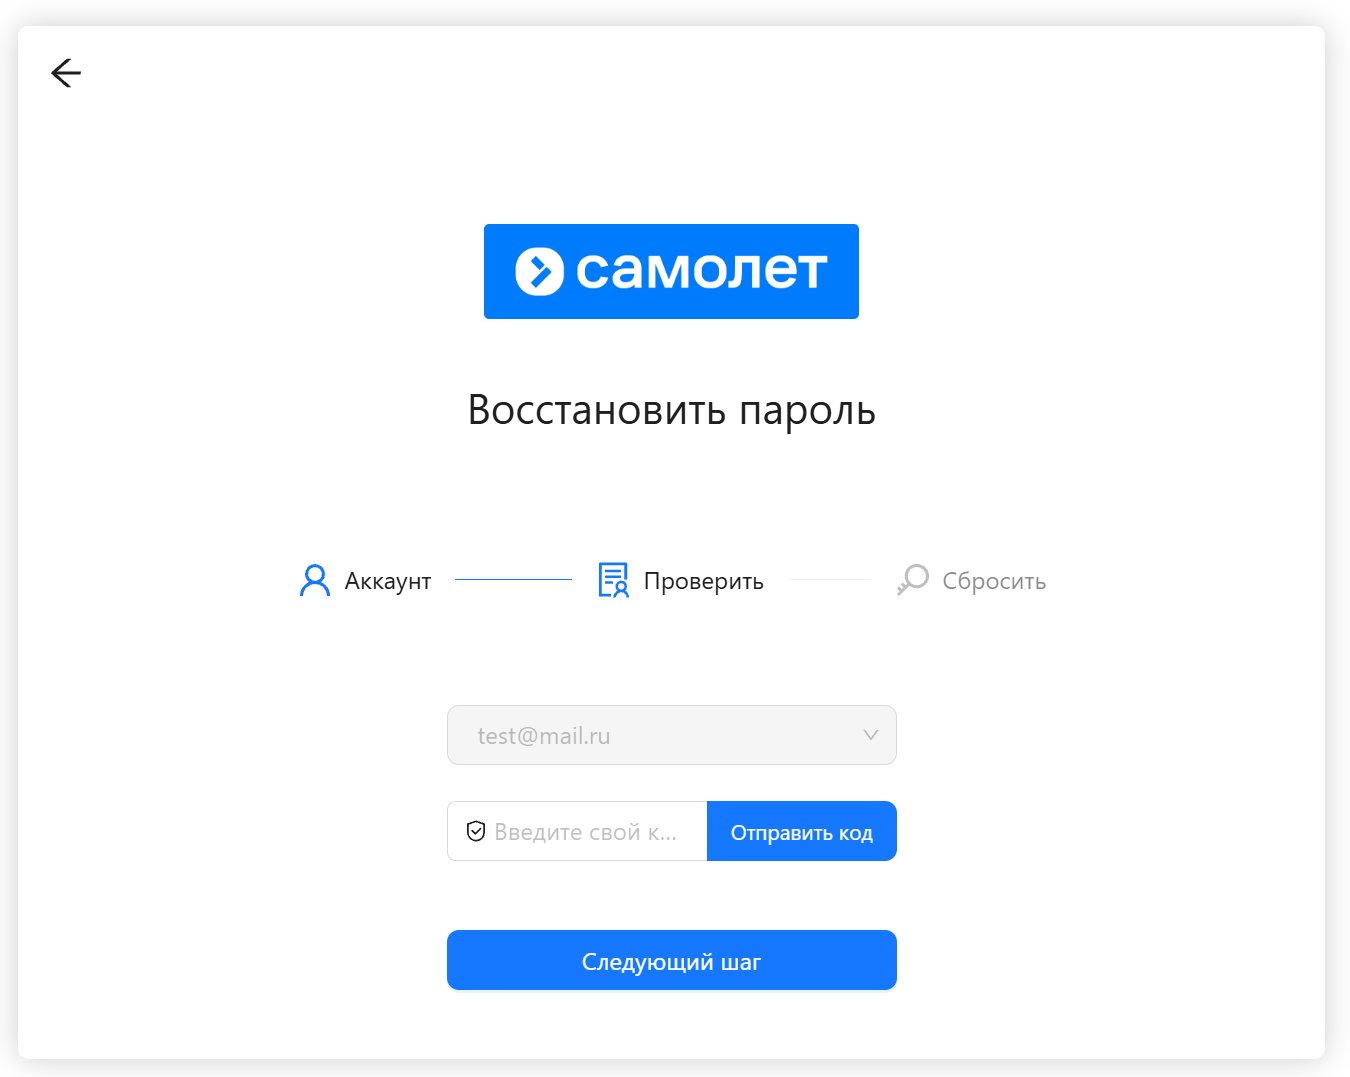 самолет
Восстановить пароль
Аккаунт
Проверить
Сбросить
test@mail.ru
Введите свой к...
Отправить код
Следующий шаг